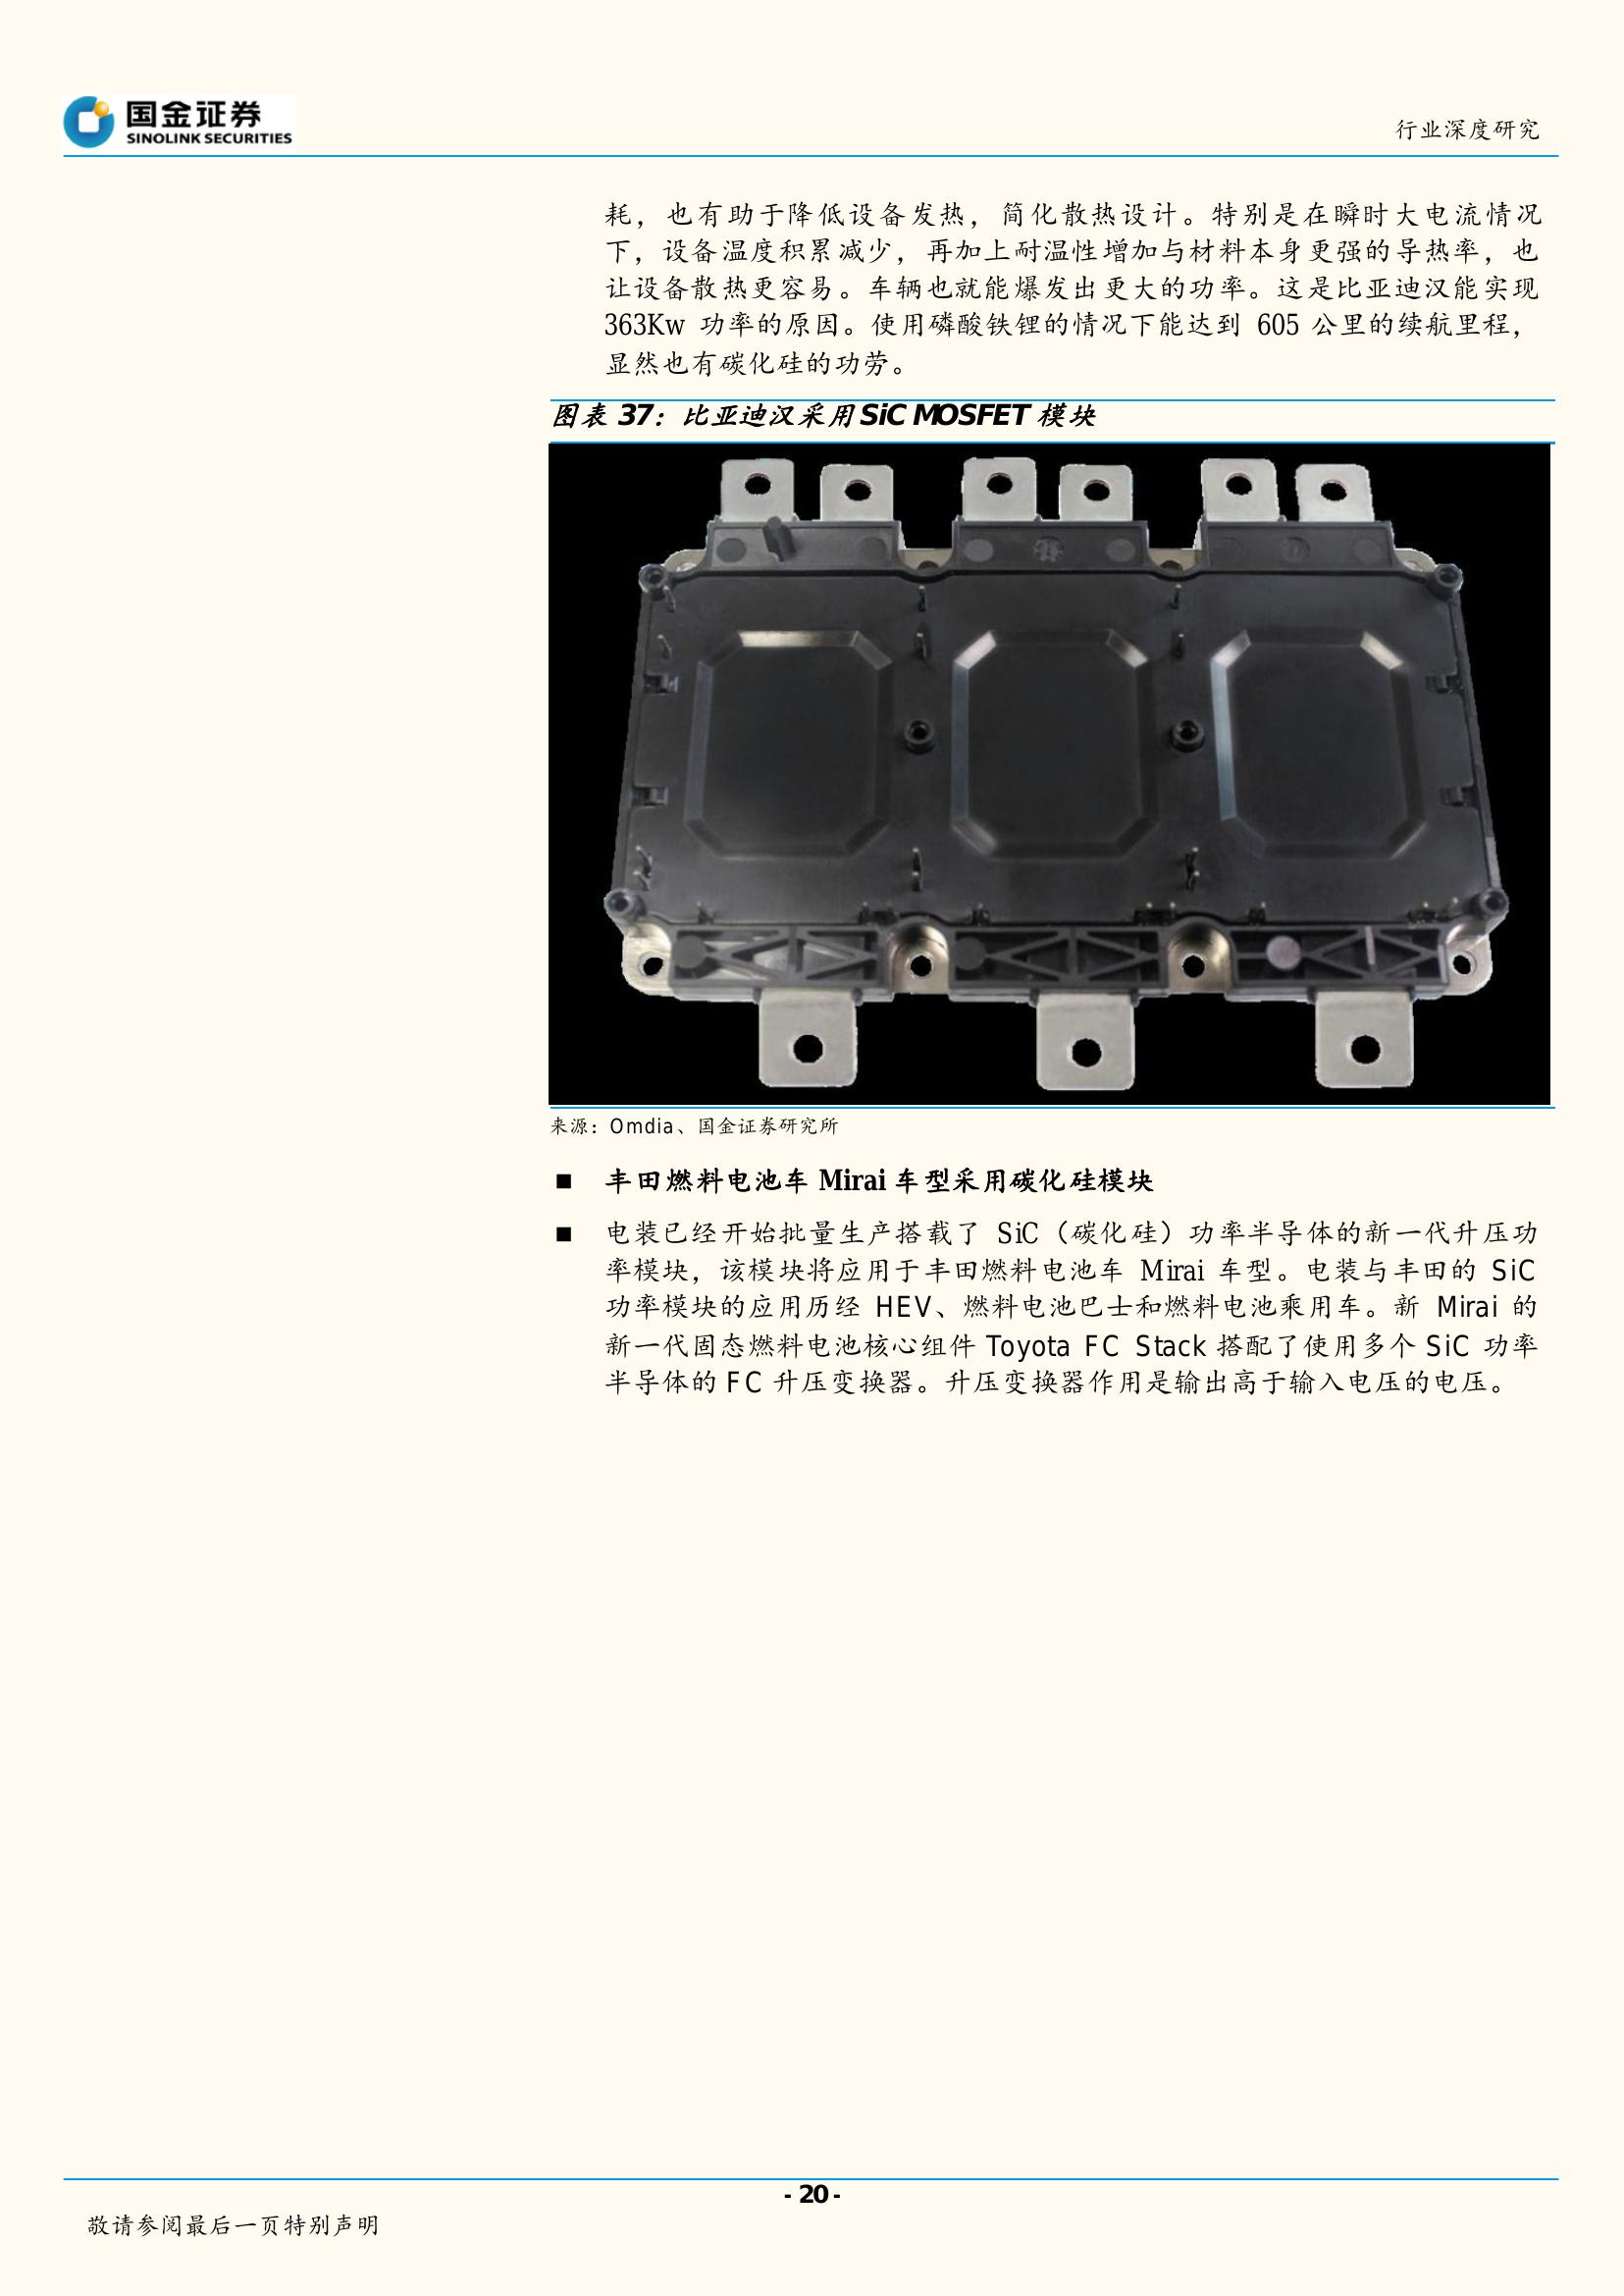 国金证券
SINOLINK SECURITIES
行业深度研究
耗，也有助于降低设备发热，简化散热设计。特别是在瞬时大电流情况
下，设备温度积累减少，再加上耐温性增加与材料本身更强的导热率，也
让设备散热更容易。车辆也就能爆发出更大的功率。这是比亚迪汉能实现
363Kw 功率的原因。使用磷酸铁锂的情况下能达到 605 公里的续航里程，
显然也有碳化硅的功劳。
图表 37：比亚迪汉采用 SiC MOSFET 模块
来源：Omdia、国金证券研究所
■ 丰田燃料电池车 Mirai 车型采用碳化硅模块
■ 电装已经开始批量生产搭载了 SiC（碳化硅）功率半导体的新一代升压功
率模块，该模块将应用于丰田燃料电池车 Mirai 车型。电装与丰田的 SiC
功率模块的应用历经 HEV、燃料电池巴士和燃料电池乘用车。新 Mirai 的
新一代固态燃料电池核心组件 Toyota FC Stack 搭配了使用多个 SiC 功率
半导体的 FC 升压变换器。升压变换器作用是输出高于输入电压的电压。
- 20 -
敬请参阅最后一页特别声明